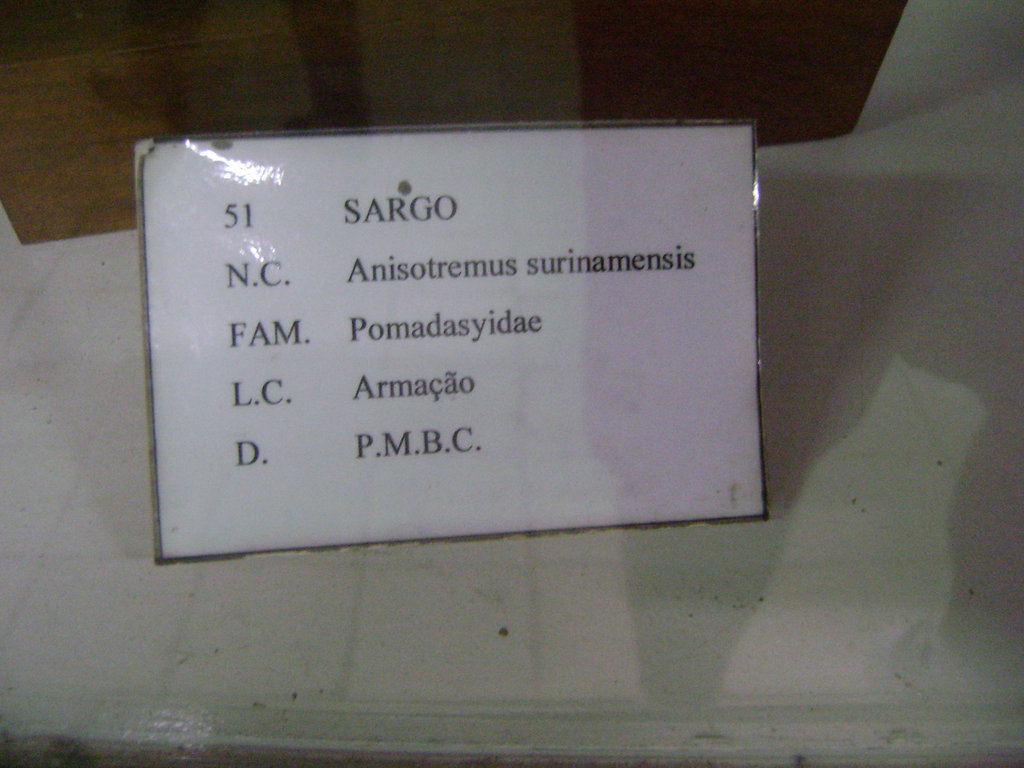 51 SARGO
N.C. Anisotremus surinamensis
FAM. Pomadasyidae
L.C. Armação
D. P.M.B.C.